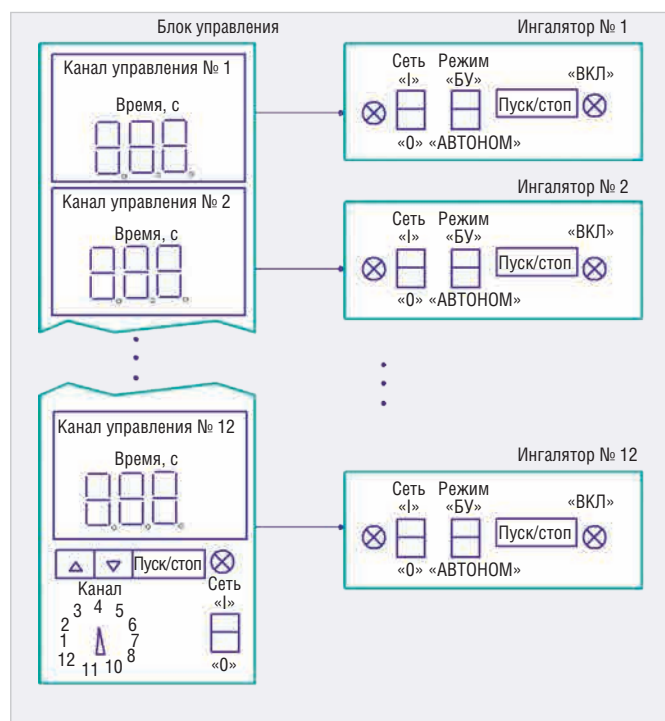 Блок управления
Ингалятор № 1
Канал управления № 1
Время, с
Сеть
Режим
«ВКЛ»
«I»
«БУ»
Пуск/стоп
«0»
«АВТОНОМ»
Канал управления № 2
Время, с
Ингалятор № 2
Сеть
Режим
«ВКЛ»
«I»
«БУ»
Пуск/стоп
«0»
«АВТОНОМ»
Канал управления № 12
Время, с
Ингалятор № 12
Сеть
Режим
«ВКЛ»
«I»
«БУ»
Пуск/стоп
«0»
«АВТОНОМ»
Пуск/стоп
Канал
Сеть
«I»
«0»
1
2
3
4
5
6
7
8
10
11
12